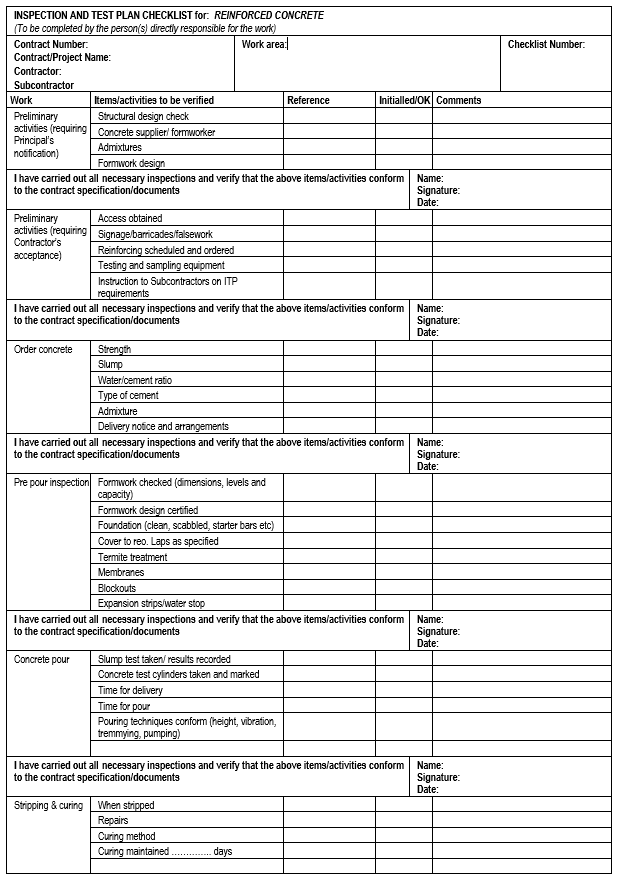 INSPECTION AND TEST PLAN CHECKLIST for: REINFORCED CONCRETE
(To be completed by the person(s) directly responsible for the work)
Contract Number:
Contract/Project Name:
Contractor:
Subcontractor
Work area:
Checklist Number:
Work Items/activities to be verified Reference Initialled/OK Comments
Preliminary activities (requiring Principal's notification)
Structural design check
Concrete supplier/ formworker
Admixtures
Formwork design
I have carried out all necessary inspections and verify that the above items/activities conform
to the contract specification/documents
Name:
Signature:
Date:
Preliminary activities (requiring Contractor's acceptance)
Access obtained
Signage/barricades/falsework
Reinforcing scheduled and ordered
Testing and sampling equipment
Instruction to Subcontractors on ITP
requirements
I have carried out all necessary inspections and verify that the above items/activities conform
to the contract specification/documents
Name:
Signature:
Date:
Order concrete
Strength
Slump
Water/cement ratio
Type of cement
Admixture
Delivery notice and arrangements
I have carried out all necessary inspections and verify that the above items/activities conform
to the contract specification/documents
Name:
Signature:
Date:
Pre pour inspection
Formwork checked (dimensions, levels and
capacity)
Formwork design certified
Foundation (clean, scabbled, starter bars etc)
Cover to reo. Laps as specified
Termite treatment
Membranes
Blockouts
Expansion strips/water stop
I have carried out all necessary inspections and verify that the above items/activities conform
to the contract specification/documents
Name:
Signature:
Date:
Concrete pour
Slump test taken/ results recorded
Concrete test cylinders taken and marked
Time for delivery
Time for pour
Pouring techniques conform (height, vibration,
tremmying, pumping)
I have carried out all necessary inspections and verify that the above items/activities conform
to the contract specification/documents
Name:
Signature:
Date:
Stripping & curing
When stripped
Repairs
Curing method
Curing maintained ………….. days